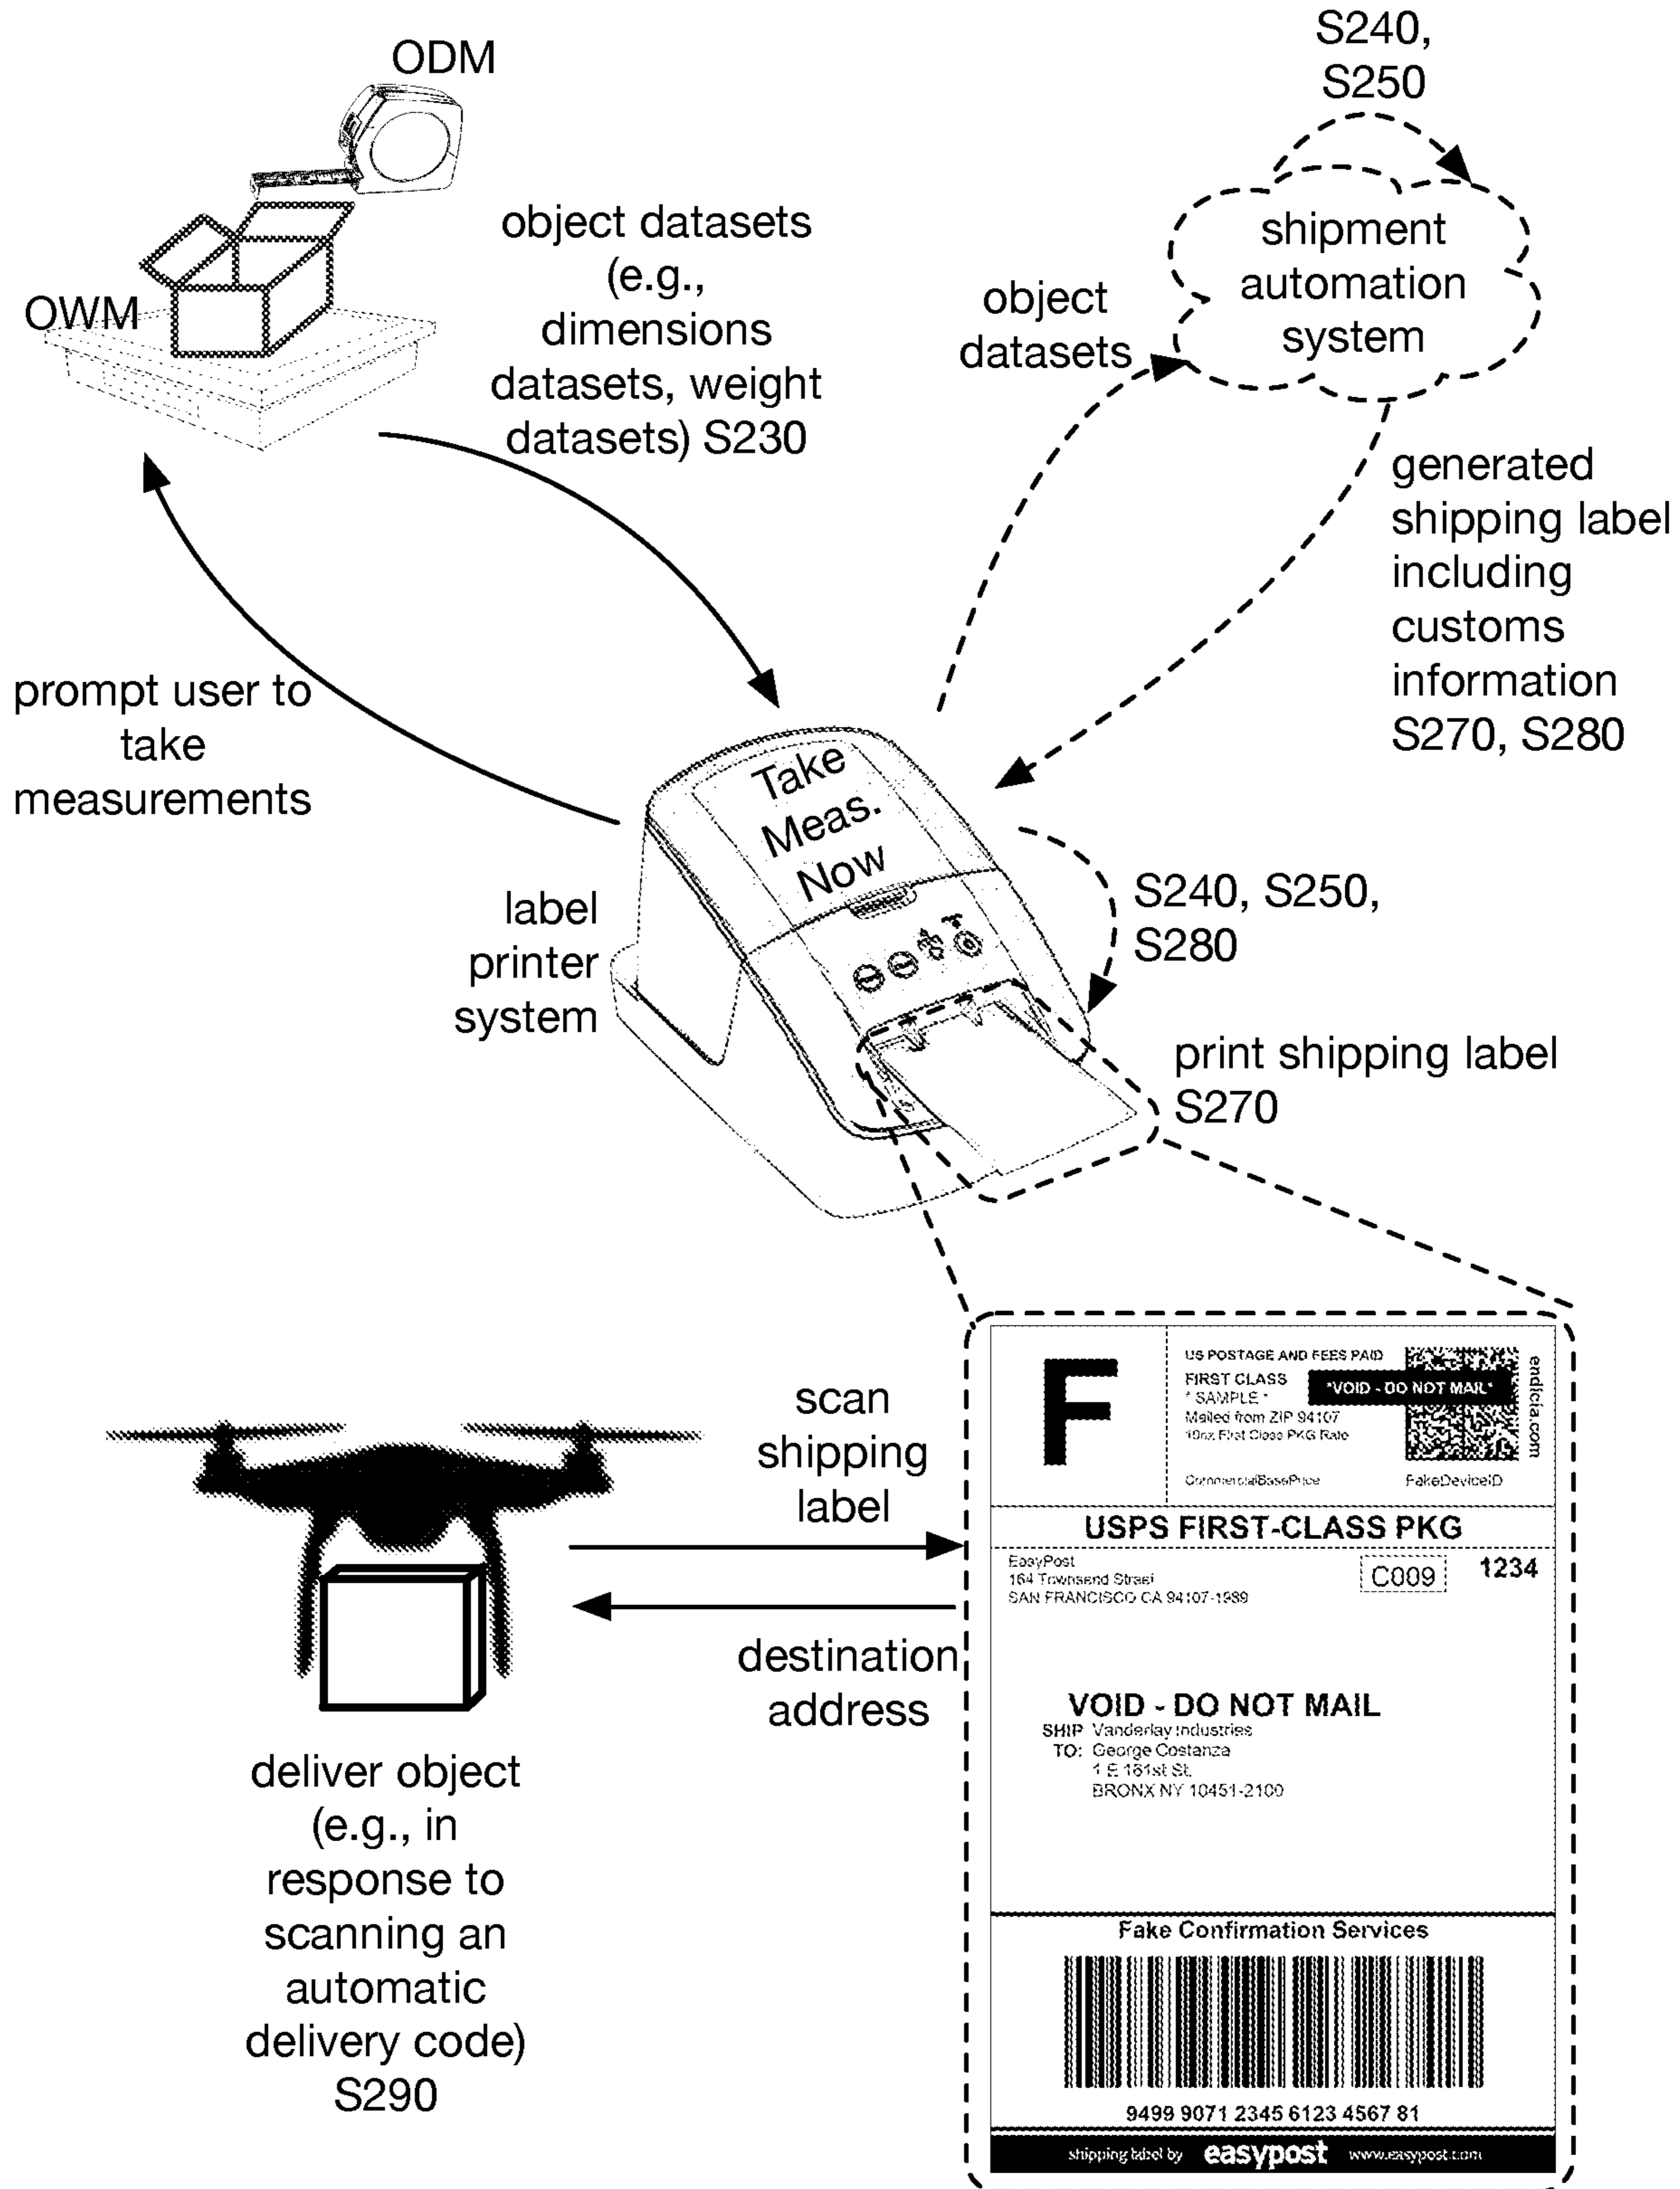 ODM
OWM
object datasets
(e.g.,
dimensions
datasets, weight
datasets) S230
S240,
S250
shipment
automation
system
object
datasets
generated
shipping label
including
customs
information
S270, S280
prompt user to
take
measurements
Take
Meas.
Now
label
printer
system
S240, S250,
S280
print shipping label
S270
scan
shipping
label
destination
address
deliver object
(e.g., in
response to
scanning an
automatic
delivery code)
S290
F
US POSTAGE AND FEES PAID
FIRST CLASS
* SAMPLE *
Mailed from ZIP 94107
10oz First Class PKG Rate
CommercialBasePrice
*VOID - DO NOT MAIL*
endicia.com
FakeDeviceID
USPS FIRST-CLASS PKG
EasyPost
164 Townsend Street
SAN FRANCISCO CA 94107-1989
C009
1234
VOID - DO NOT MAIL
SHIP Vanderlay Industries
TO: George Costanza
1 E 161st St.
BRONX NY 10451-2100
Fake Confirmation Services
9499 9071 2345 6123 4567 81
shipping label by easypost www.easypost.com